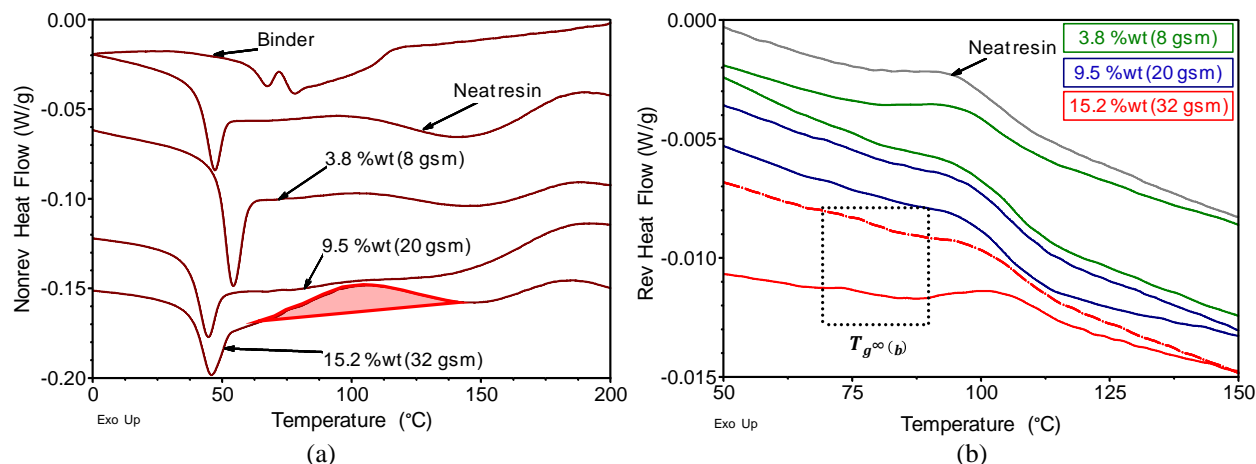 0.00
-0.05
-0.10
-0.15
-0.20
Nonrev Heat Flow (W/g)
Binder
Neat resin
3.8 %wt (8 gsm)
9.5 %wt (20 gsm)
15.2 %wt (32 gsm)
0
50
100
150
200
Exo Up
Temperature (°C)
(a)
0.000
-0.005
-0.010
-0.015
Rev Heat Flow (W/g)
Neat resin
3.8 %wt (8 gsm)
9.5 %wt (20 gsm)
15.2 %wt (32 gsm)
Tg∞(b)
50
75
100
125
150
Exo Up
Temperature (°C)
(b)